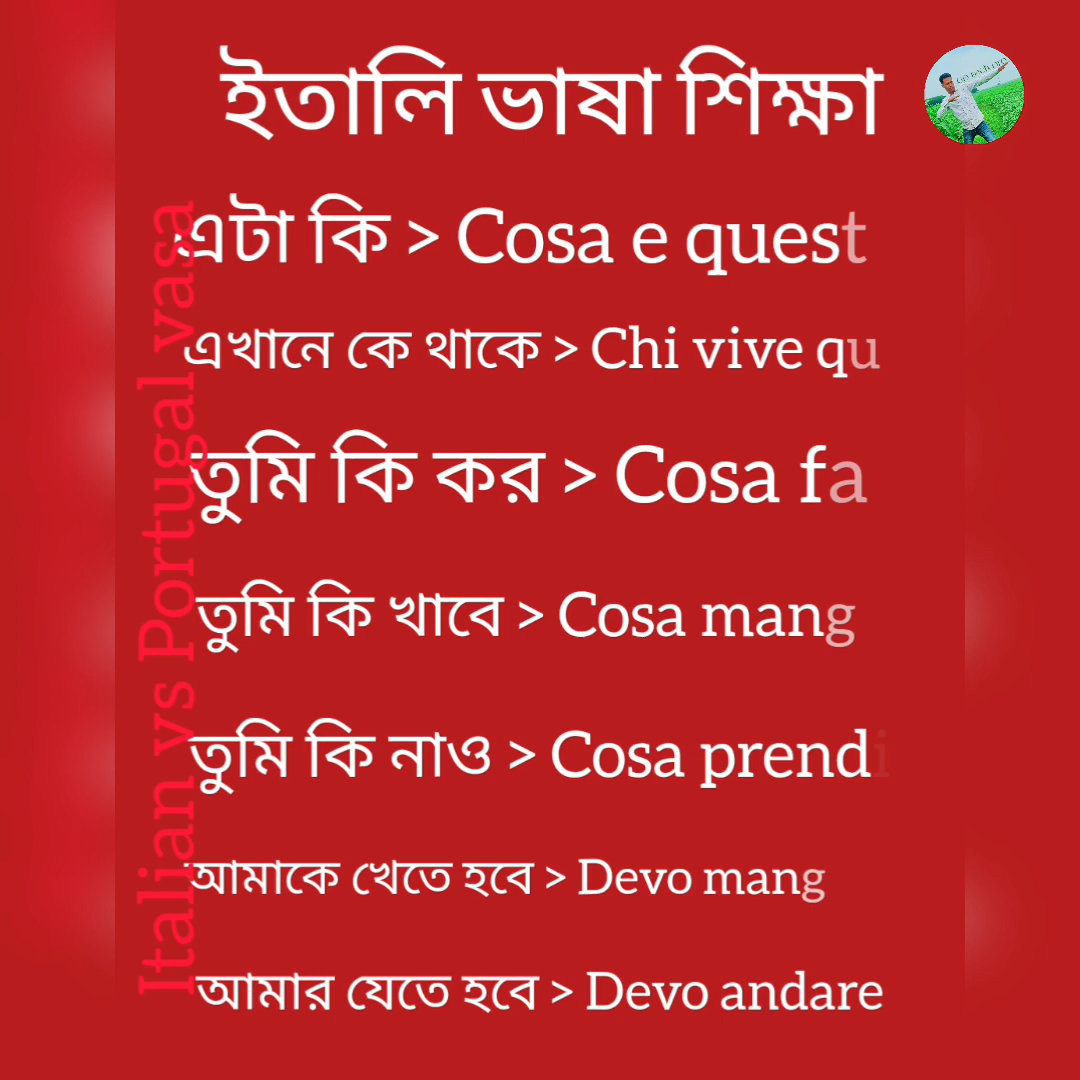 ইতালি ভাষা শিক্ষা
এটা কি > Cosa e quest
এখানে কে থাকে > Chi vive qu
তুমি কি কর > Cosa fa
তুমি কি খাবে > Cosa mang
তুমি কি নাও > Cosa prendi
আমাকে খেতে হবে > Devo mang
আমার যেতে হবে > Devo andare
Italian vs Portugal vasa